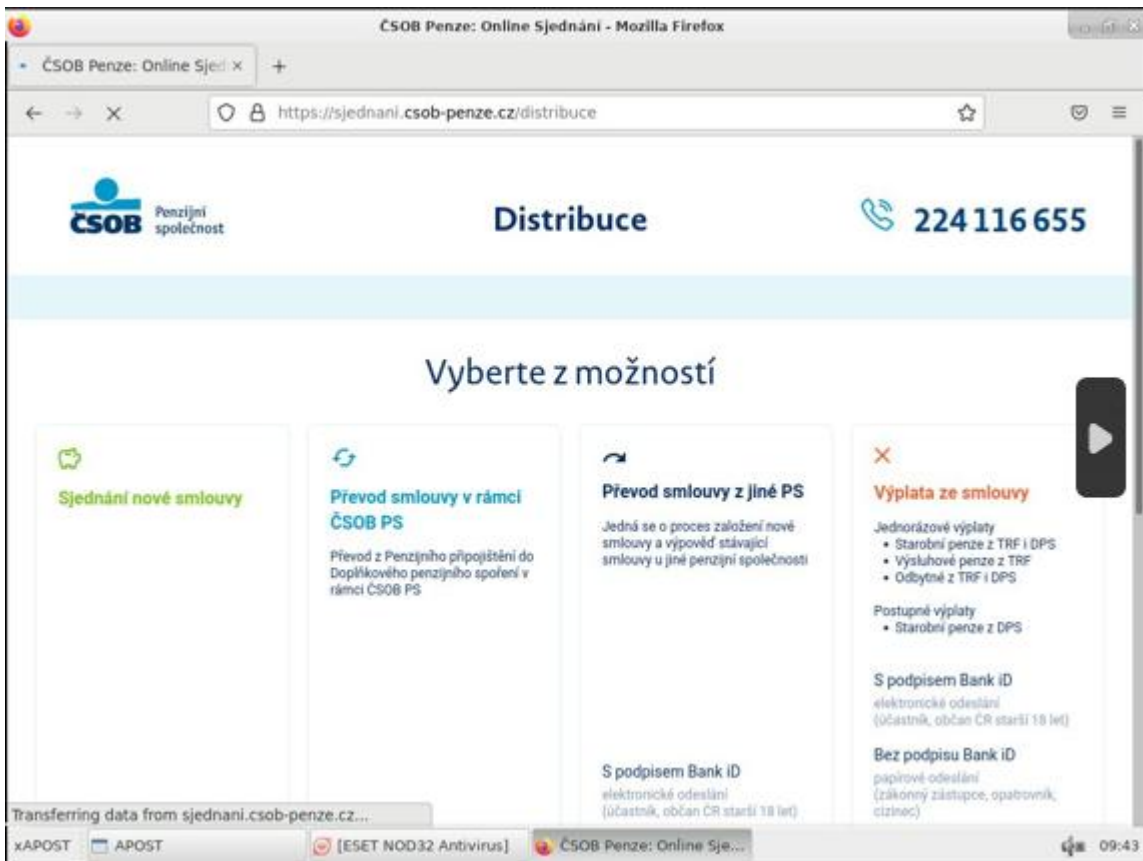 ČSOB Penze: Online Sjednání - Mozilla Firefox
ČSOB Penze: Online Sjed
https://sjednani.csob-penze.cz/distribuce
ČSOB Penzijní společnost
Distribuce
224 116 655
Vyberte z možností
Sjednání nové smlouvy
Převod smlouvy v rámci
ČSOB PS
Převod z Penzijního připojištění do
Doplňkového penzijního spoření v
rámci ČSOB PS
Převod smlouvy z jiné PS
Jedná se o proces založení nové
smlouvy a výpověď stávající
smlouvy u jiné penzijní společnosti
S podpisem Bank iD
elektronické odeslání
(účastník, občan ČR starší 18 let)
Výplata ze smlouvy
Jednorázové výplaty
• Starobní penze z TRF i DPS
• Výsluhové penze z TRF
• Odbytné z TRF i DPS
Postupné výplaty
• Starobní penze z DPS
S podpisem Bank iD
elektronické odeslání
(účastník, občan ČR starší 18 let)
Bez podpisu Bank iD
papírové odeslání
(zákonný zástupce, opatrovník,
cizinec)
Transferring data from sjednani.csob-penze.cz...
xAPOST
APOST
[ESET NOD32 Antivirus]
ČSOB Penze: Online Sje...
09:43